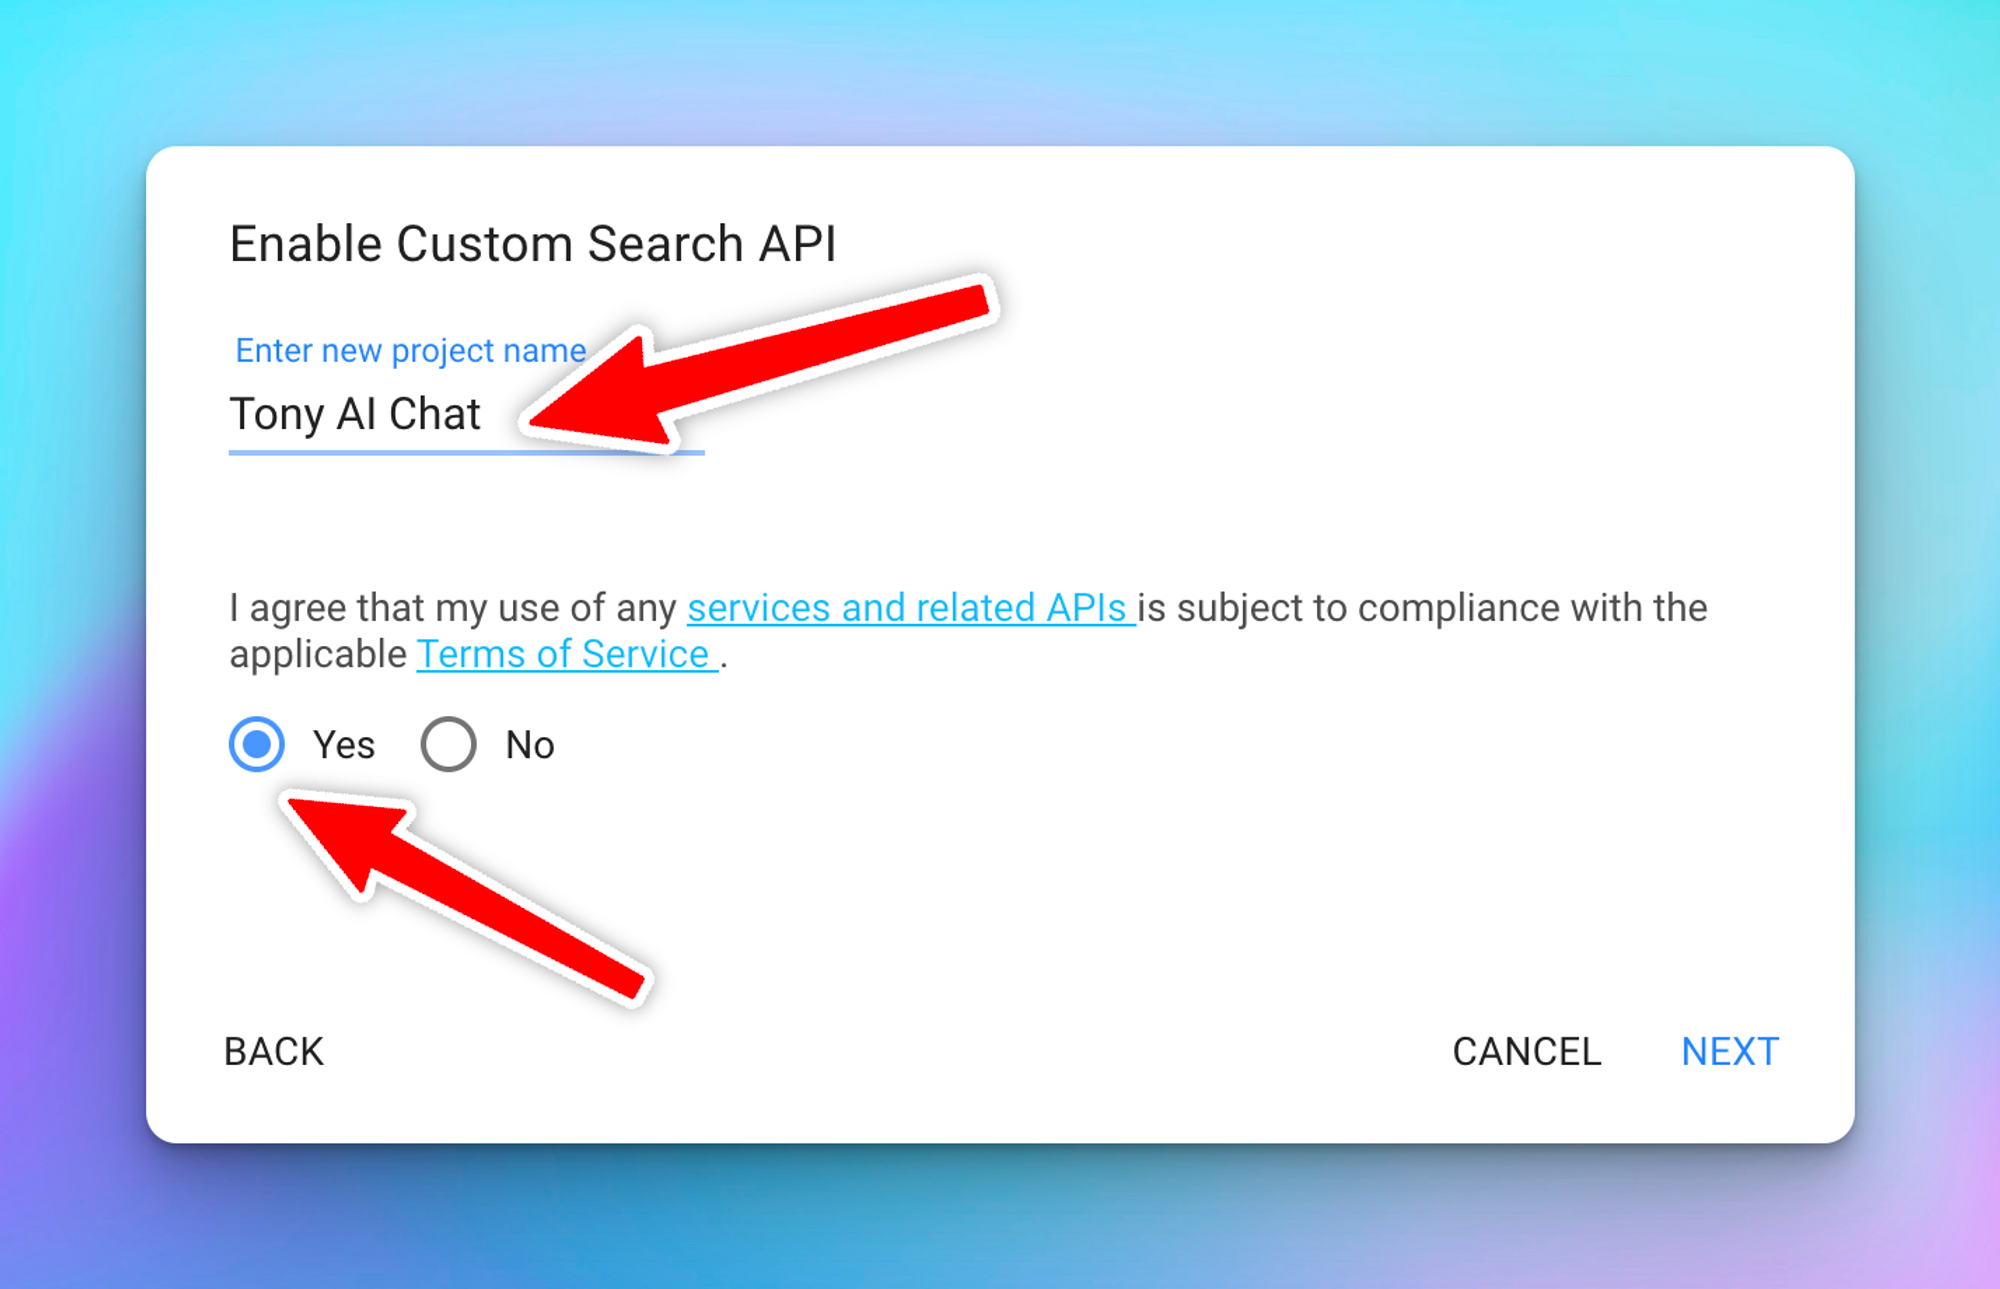 Enable Custom Search API
Enter new project name
Tony AI Chat
I agree that my use of any services and related APIs is subject to compliance with the
applicable Terms of Service .
Yes No
BACK CANCEL NEXT